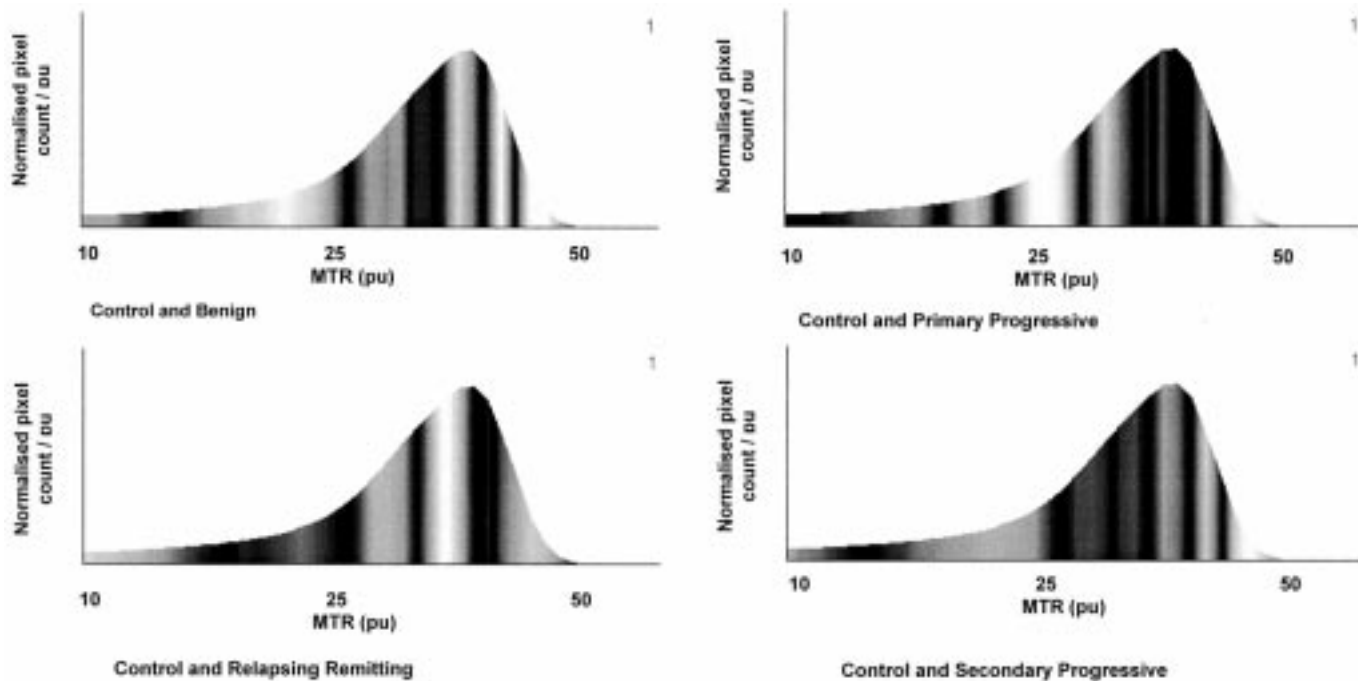 1
Normalised pixel
count / pu
10 25 50
MTR (pu)
Control and Benign
1
Normalised pixel
count / pu
10 25 50
MTR (pu)
Control and Primary Progressive
1
Normalised pixel
count / pu
10 25 50
MTR (pu)
Control and Relapsing Remitting
1
Normalised pixel
count / pu
10 25 50
MTR (pu)
Control and Secondary Progressive